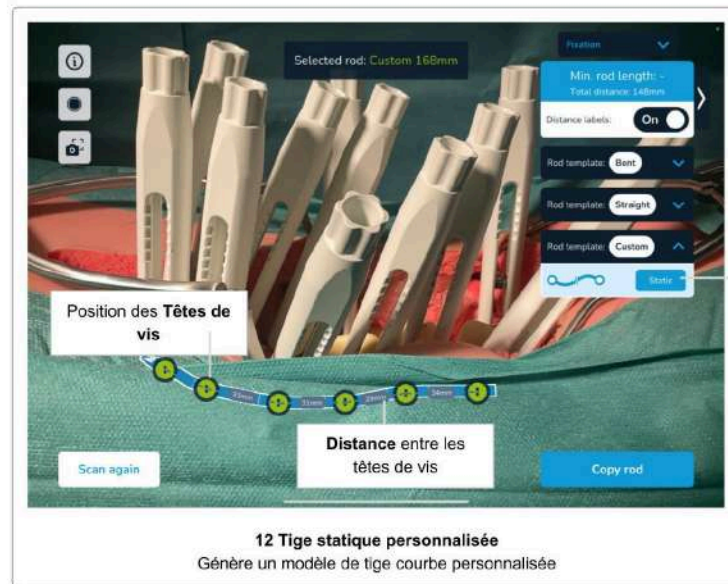 Selected rod: Custom 168mm
Fixation
Min. rod length: -
Total distance: 148mm
Distance labels: On
Rod template: Bent
Rod template: Straight
Rod template: Custom
Static
Position des Têtes de
vis
31mm
34mm
Distance entre les
têtes de vis
Scan again
Copy rod
12 Tige statique personnalisée
Génère un modèle de tige courbe personnalisée